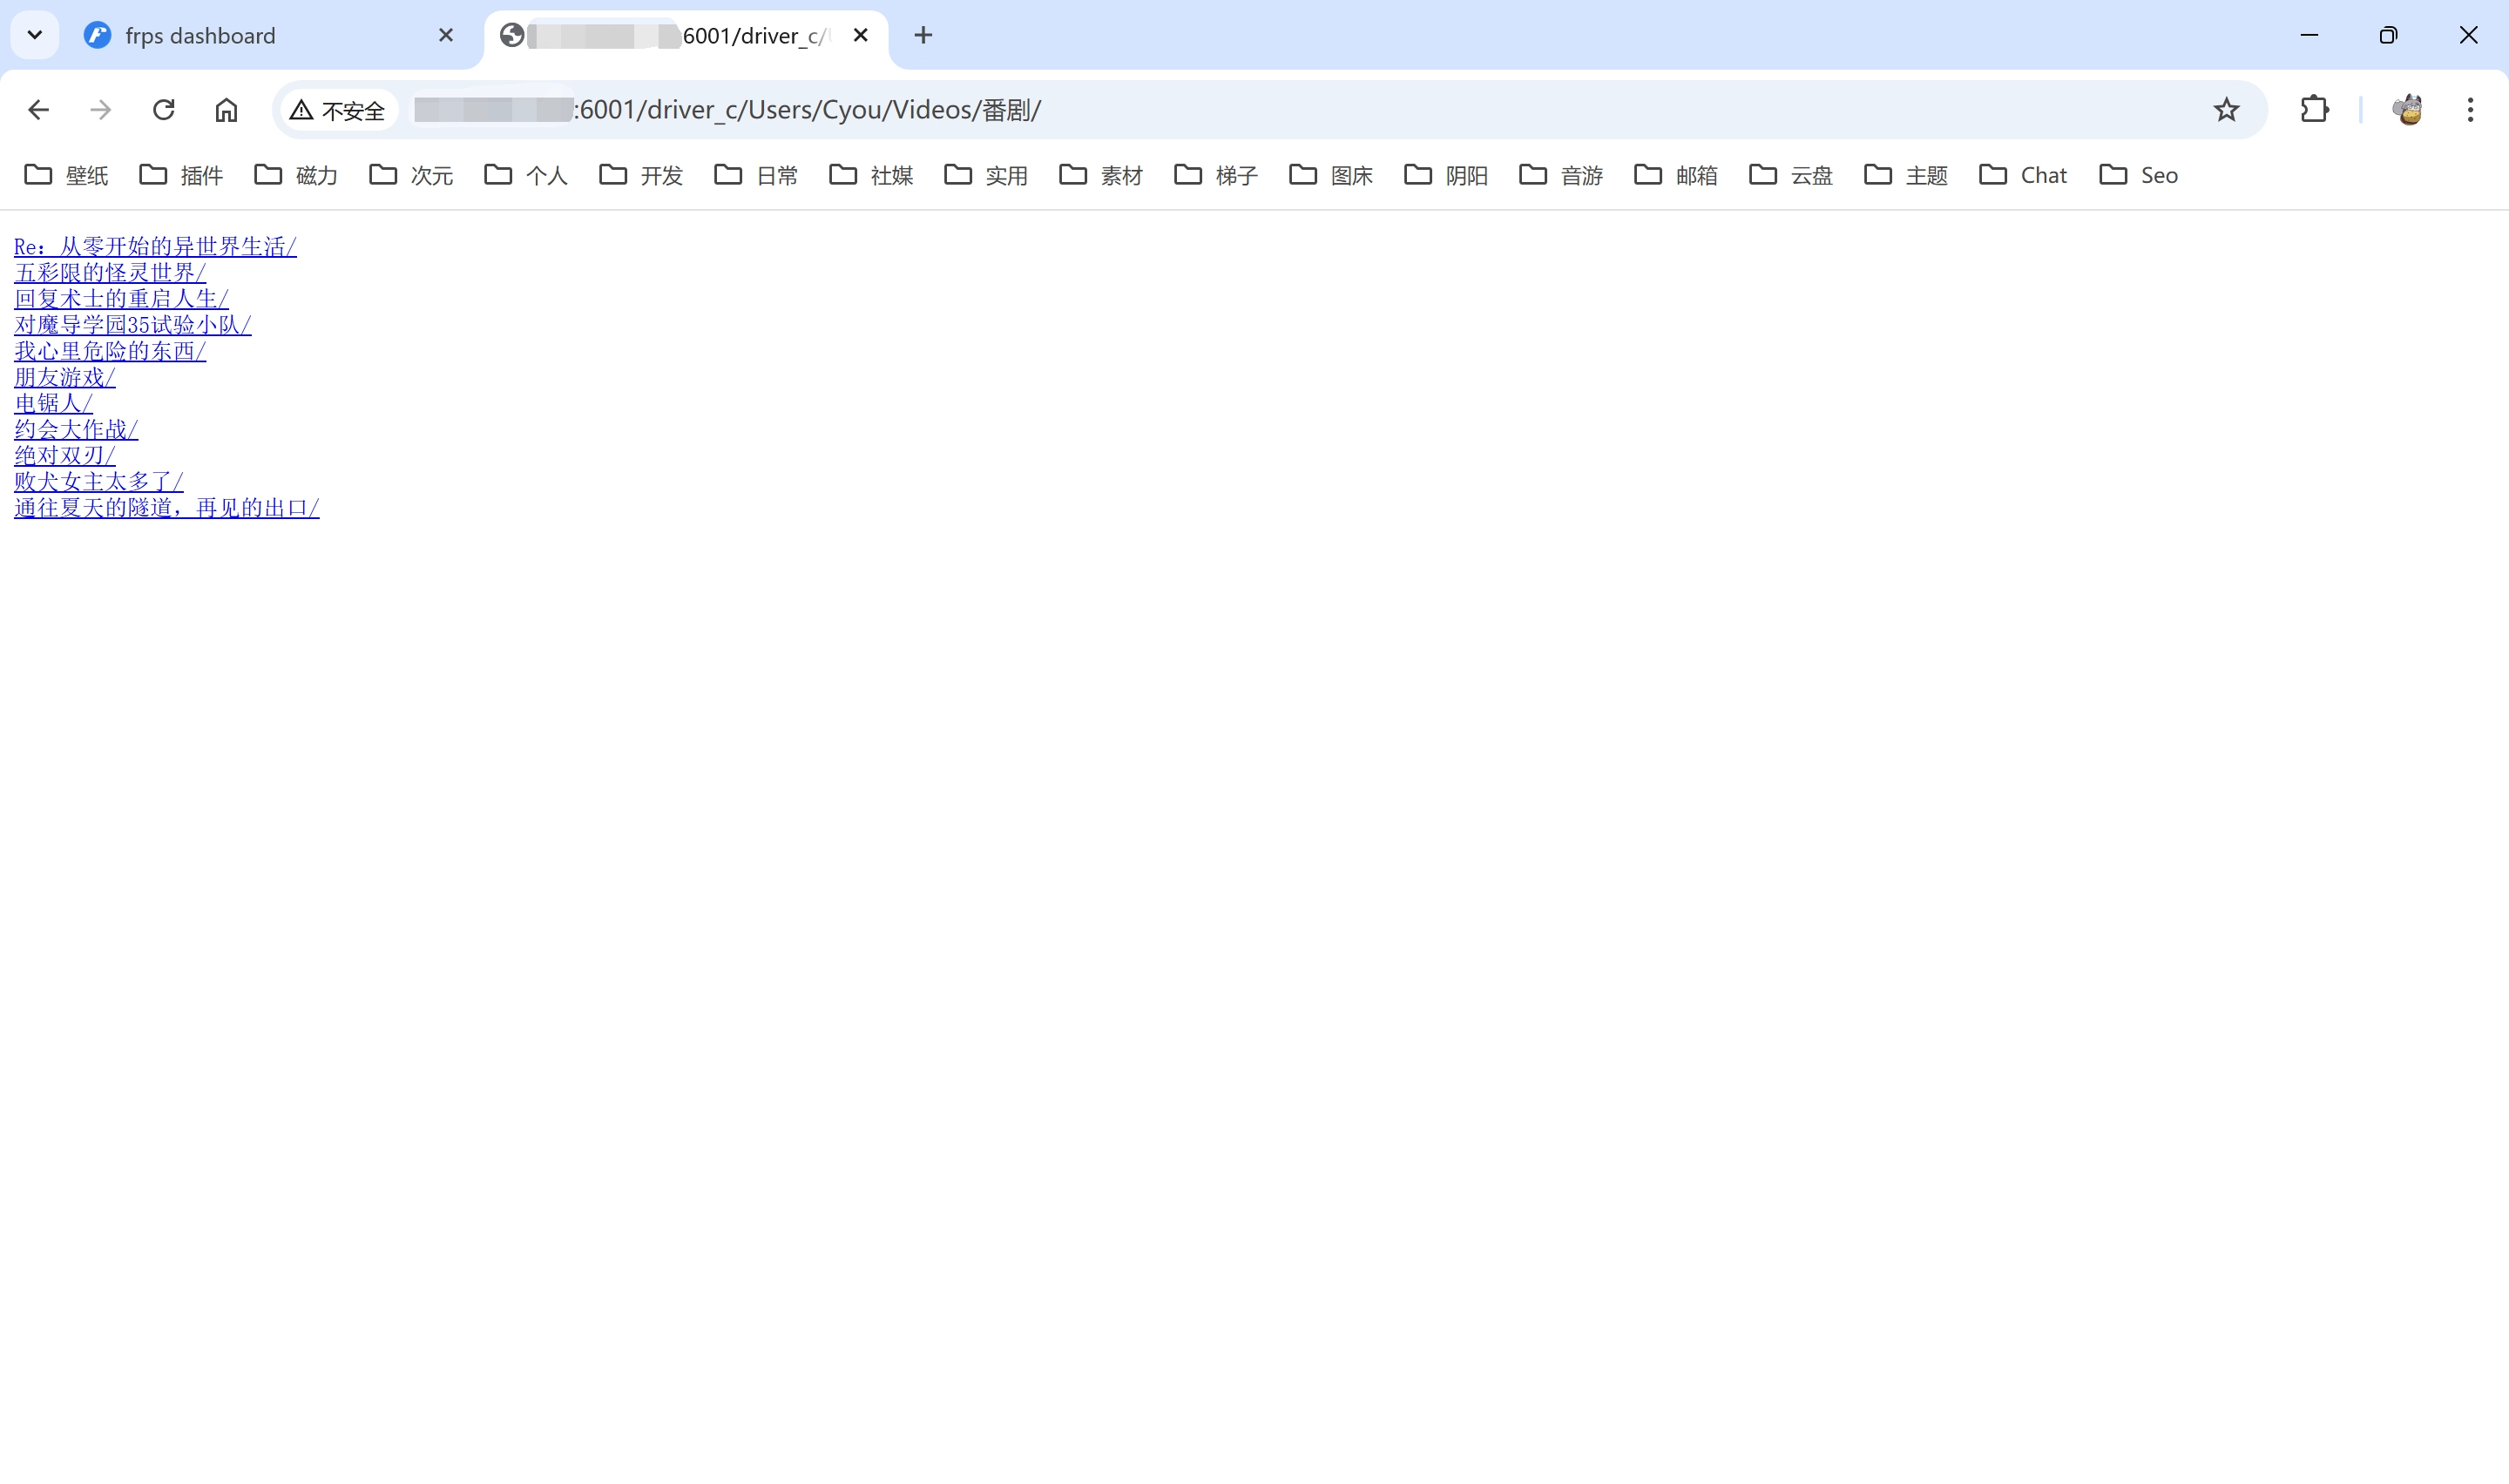 frps dashboard
6001/driver_c/
不安全
:6001/driver_c/Users/Cyou/Videos/番剧/
壁纸 插件 磁力 次元 个人 开发 日常 社媒 实用 素材 梯子 图床 阴阳 音游 邮箱 云盘 主题 Chat Seo
Re：从零开始的异世界生活/
五彩限的怪灵世界/
回复术士的重启人生/
对魔导学园35试验小队/
我心里危险的东西/
朋友游戏/
电锯人/
约会大作战/
绝对双刃/
败犬女主太多了/
通往夏天的隧道，再见的出口/